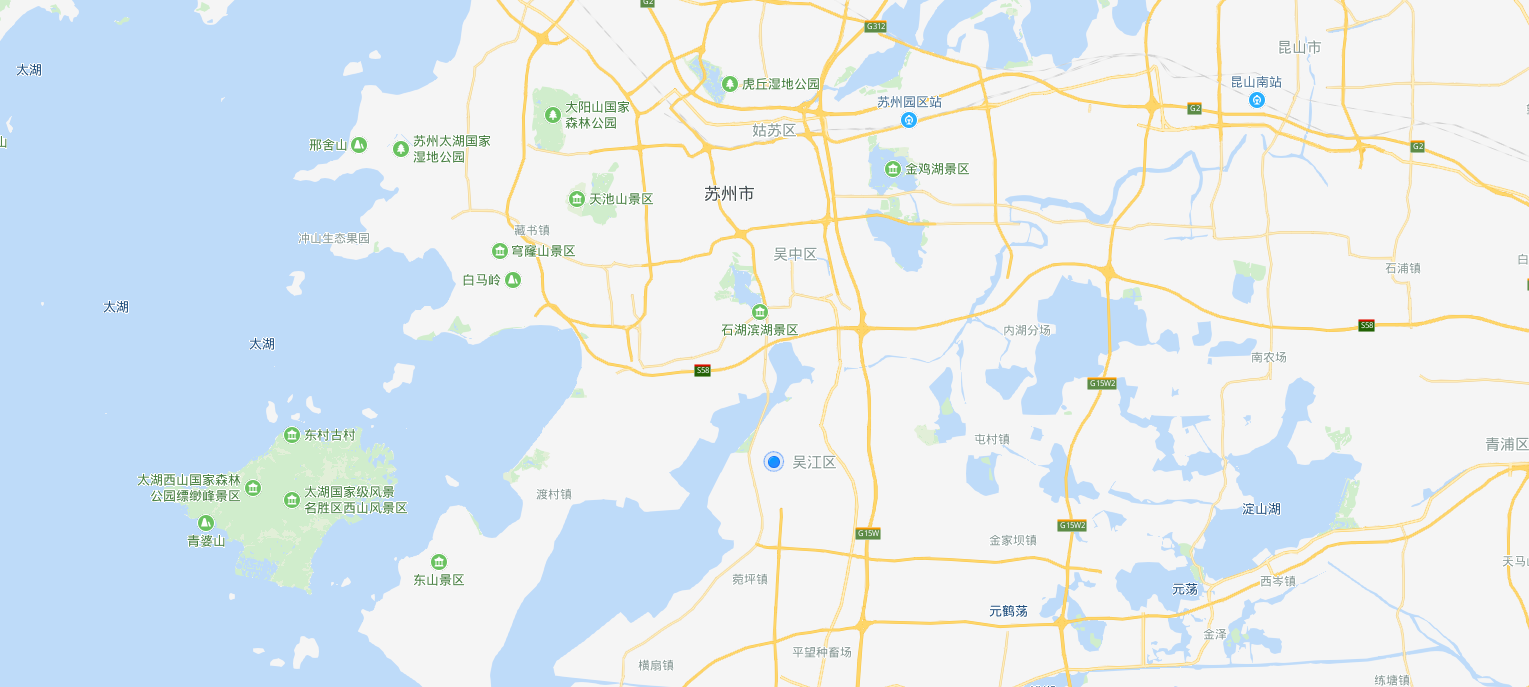 G2
G312
太湖
昆山市
昆山南站
虎丘湿地公园
苏州园区站
大阳山国家
森林公园
G2
姑苏区
山
邢舍山
苏州太湖国家
湿地公园
G2
金鸡湖景区
苏州市
天池山景区
藏书镇
冲山生态果园
穹窿山景区
吴中区
石浦镇
白
白马岭
太湖
石湖滨湖景区
内湖分场
S58
太湖
南农场
S58
G15W2
东村古村
屯村镇
青浦区
吴江区
太湖西山国家森林
公园缥缈峰景区
太湖国家级风景
名胜区西山风景区
渡村镇
淀山湖
青婆山
G15W
G15W2
金家坝镇
天马山
东山景区
菀坪镇
元荡
西岑镇
元鹤荡
金泽
平望种畜场
横扇镇
练塘镇